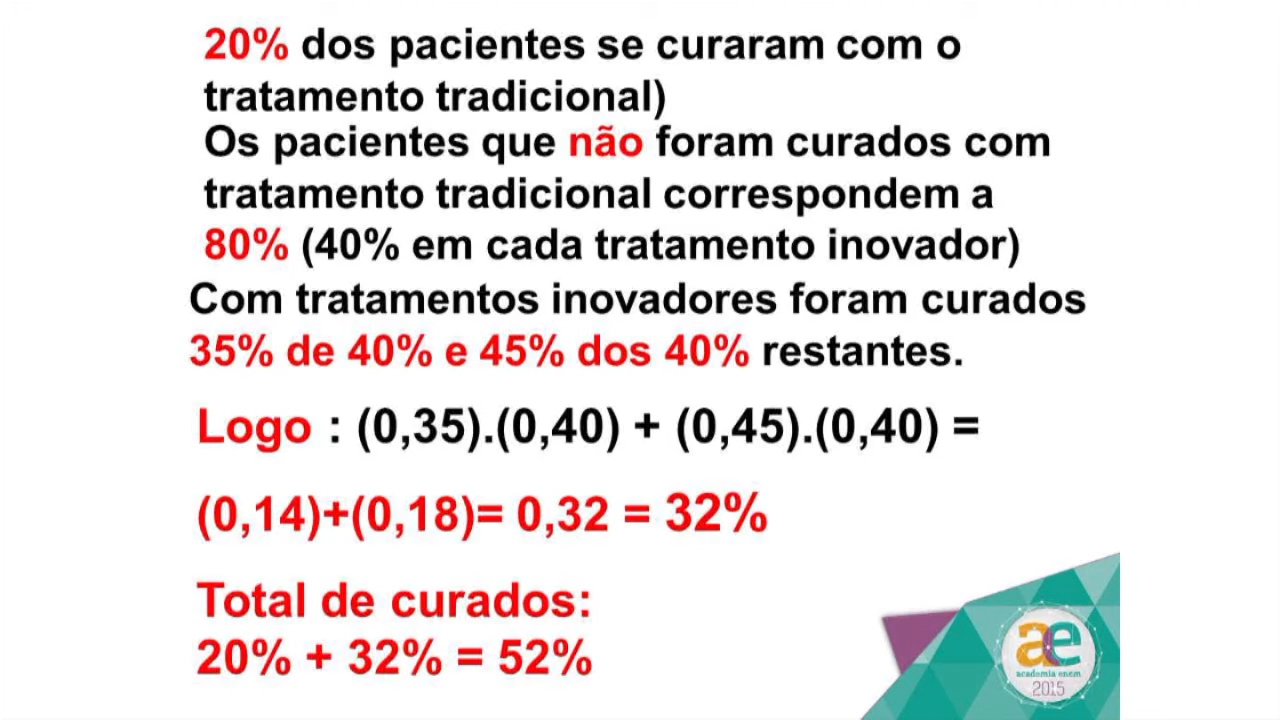 20% dos pacientes se curaram com o
tratamento tradicional)
Os pacientes que não foram curados com
tratamento tradicional correspondem a
80% (40% em cada tratamento inovador)
Com tratamentos inovadores foram curados
35% de 40% e 45% dos 40% restantes.
Logo : (0,35).(0,40) + (0,45).(0,40) =
(0,14)+(0,18)= 0,32 = 32%
Total de curados:
20% + 32% = 52%
ae
academia enem
2015